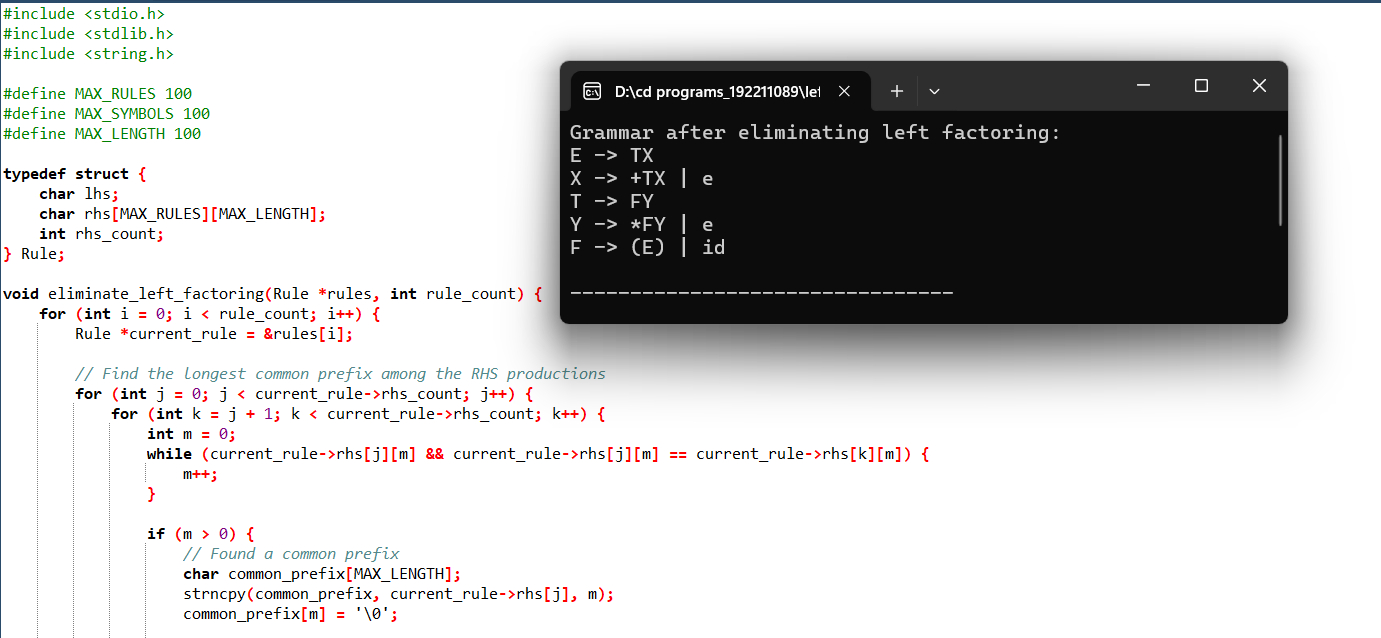 #include <stdio.h>
#include <stdlib.h>
#include <string.h>
#define MAX_RULES 100
#define MAX_SYMBOLS 100
#define MAX_LENGTH 100
typedef struct {
    char lhs;
    char rhs[MAX_RULES][MAX_LENGTH];
    int rhs_count;
} Rule;
void eliminate_left_factoring(Rule *rules, int rule_count) {
    for (int i = 0; i < rule_count; i++) {
        Rule *current_rule = &rules[i];
        // Find the longest common prefix among the RHS productions
        for (int j = 0; j < current_rule->rhs_count; j++) {
            for (int k = j + 1; k < current_rule->rhs_count; k++) {
                int m = 0;
                while (current_rule->rhs[j][m] && current_rule->rhs[j][m] == current_rule->rhs[k][m]) {
                    m++;
                }
                if (m > 0) {
                    // Found a common prefix
                    char common_prefix[MAX_LENGTH];
                    strncpy(common_prefix, current_rule->rhs[j], m);
                    common_prefix[m] = '\0';
D:\cd programs_192211089\lef
Grammar after eliminating left factoring:
E -> TX
X -> +TX | e
T -> FY
Y -> *FY | e
F -> (E) | id
--------------------------------